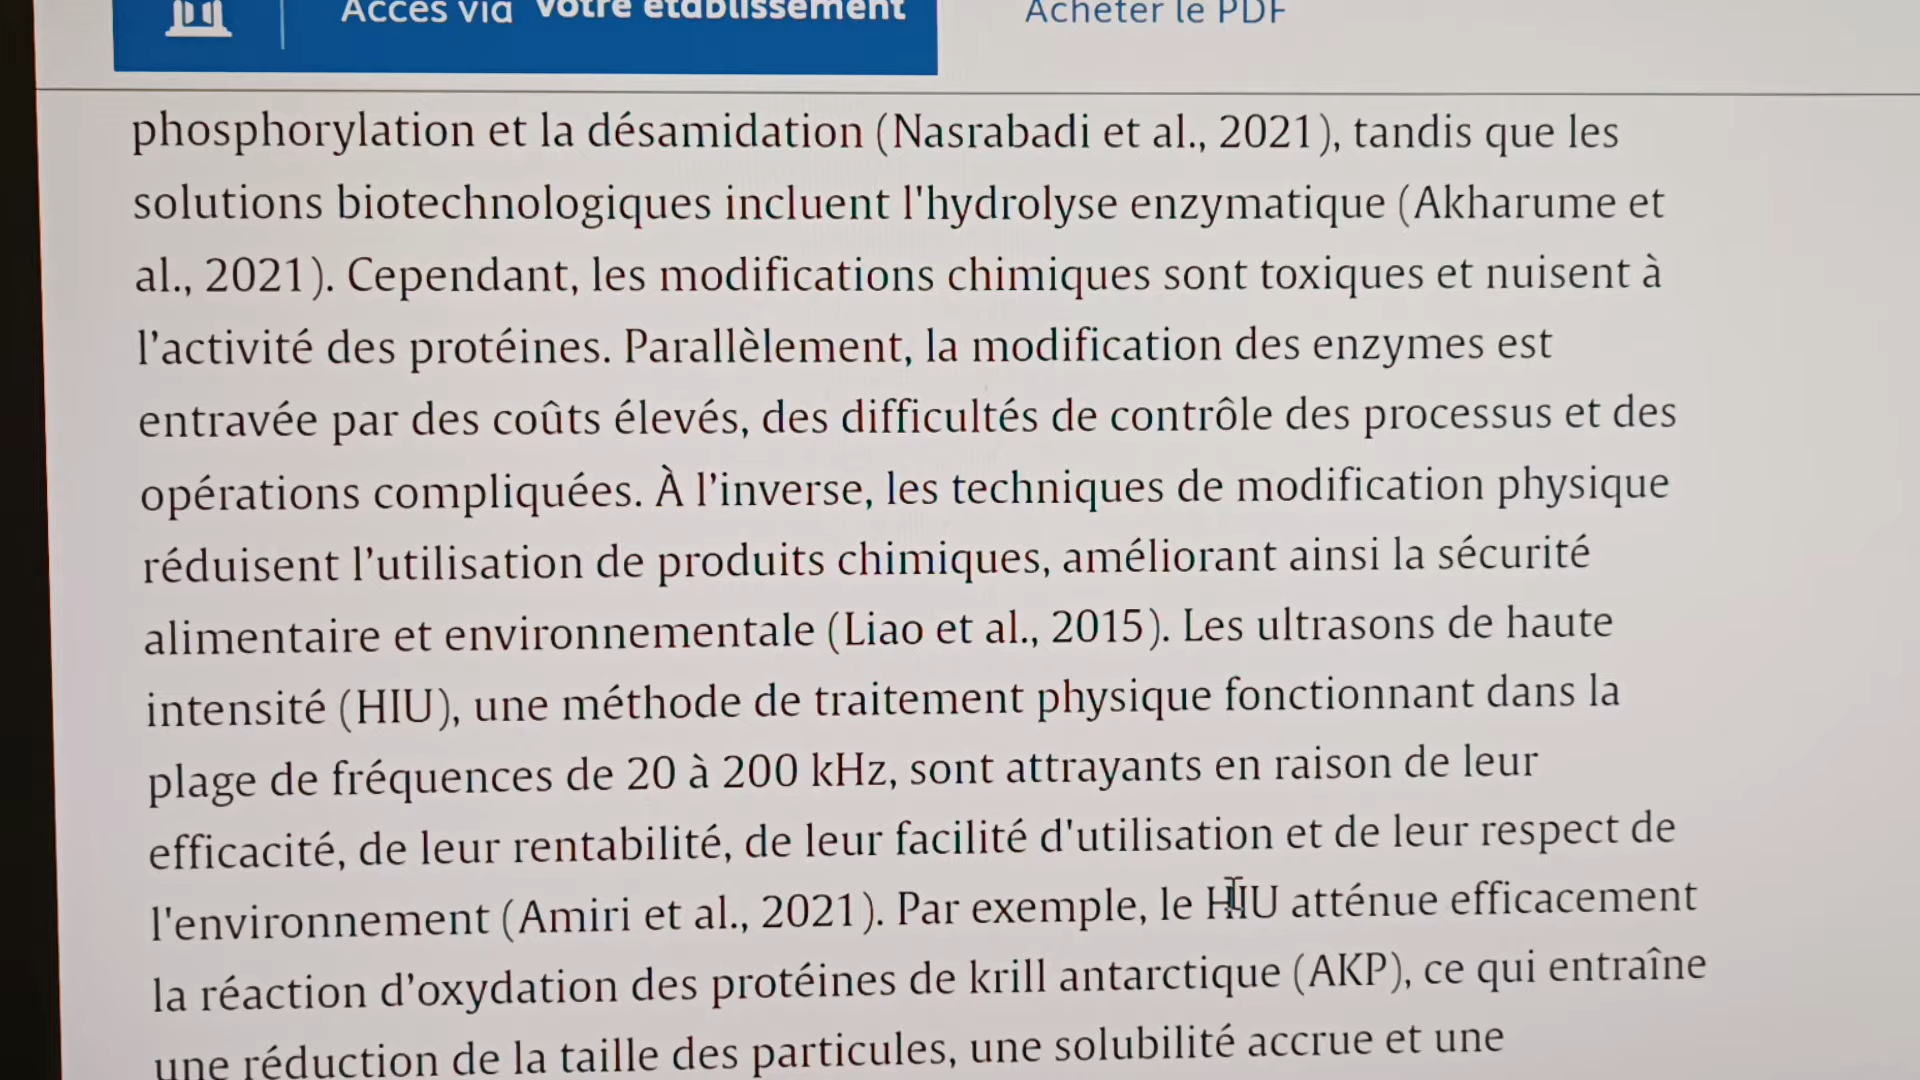 Accès via votre établissement
Acheter le PDF
phosphorylation et la désamidation (Nasrabadi et al., 2021), tandis que les
solutions biotechnologiques incluent l'hydrolyse enzymatique (Akharume et
al., 2021). Cependant, les modifications chimiques sont toxiques et nuisent à
l’activité des protéines. Parallèlement, la modification des enzymes est
entravée par des coûts élevés, des difficultés de contrôle des processus et des
opérations compliquées. À l’inverse, les techniques de modification physique
réduisent l’utilisation de produits chimiques, améliorant ainsi la sécurité
alimentaire et environnementale (Liao et al., 2015). Les ultrasons de haute
intensité (HIU), une méthode de traitement physique fonctionnant dans la
plage de fréquences de 20 à 200 kHz, sont attrayants en raison de leur
efficacité, de leur rentabilité, de leur facilité d'utilisation et de leur respect de
l'environnement (Amiri et al., 2021). Par exemple, le HIU atténue efficacement
la réaction d’oxydation des protéines de krill antarctique (AKP), ce qui entraîne
une réduction de la taille des particules, une solubilité accrue et une